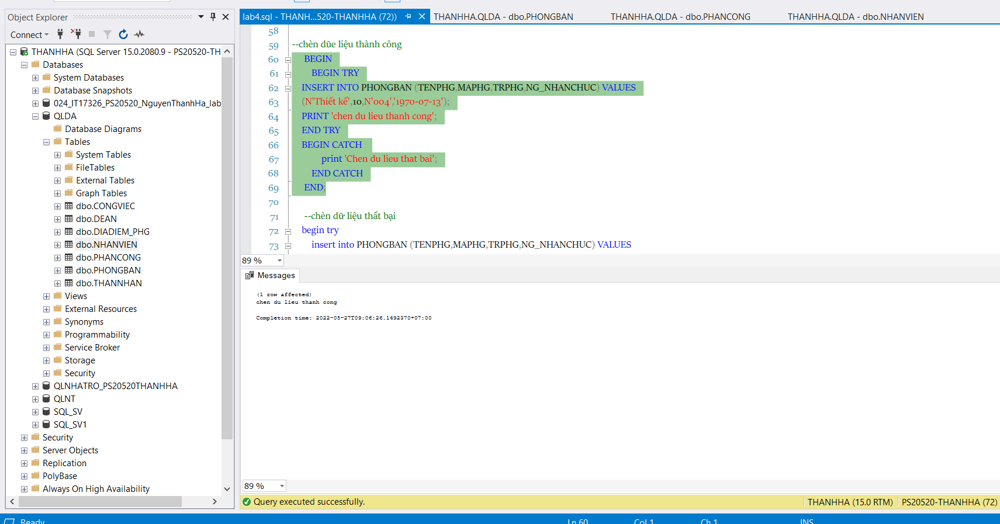 Object Explorer
Connect
THANHHA (SQL Server 15.0.2080.9 - PS20520-TH
Databases
System Databases
Database Snapshots
024_IT17326_PS20520_NguyenThanhHa_lab
QLDA
Database Diagrams
Tables
System Tables
FileTables
External Tables
Graph Tables
dbo.CONGVIEC
dbo.DEAN
dbo.DIADIEM_PHG
dbo.NHANVIEN
dbo.PHANCONG
dbo.PHONGBAN
dbo.THANNHAN
Views
External Resources
Synonyms
Programmability
Service Broker
Storage
Security
QLNHATRO_PS20520THANHHA
QLNT
SQL_SV
SQL_SV1
Security
Server Objects
Replication
PolyBase
Always On High Availability
lab4.sql - THANH...520-THANHHA (72)) THANHHA.QLDA - dbo.PHONGBAN THANHHA.QLDA - dbo.PHANCONG THANHHA.QLDA - dbo.NHANVIEN
58
59 --chèn dũe liệu thành công
60 BEGIN
61 BEGIN TRY
62 INSERT INTO PHONGBAN (TENPHG,MAPHG,TRPHG,NG_NHANCHUC) VALUES
63 (N'Thiết kế',10,N'004','1970-07-13');
64 PRINT 'chen du lieu thanh cong';
65 END TRY
66 BEGIN CATCH
67 print 'Chen du lieu that bai';
68 END CATCH
69 END;
70
71 --chèn dữ liệu thất bại
72 begin try
73 insert into PHONGBAN (TENPHG,MAPHG,TRPHG,NG_NHANCHUC) VALUES
89 %
Messages
(1 row affected)
chen du lieu thanh cong
Completion time: 2022-05-27T09:06:26.1492370+07:00
89 %
Query executed successfully. THANHHA (15.0 RTM) PS20520-THANHHA (72)
Ready Ln 60 Col 1 Ch 1 INS